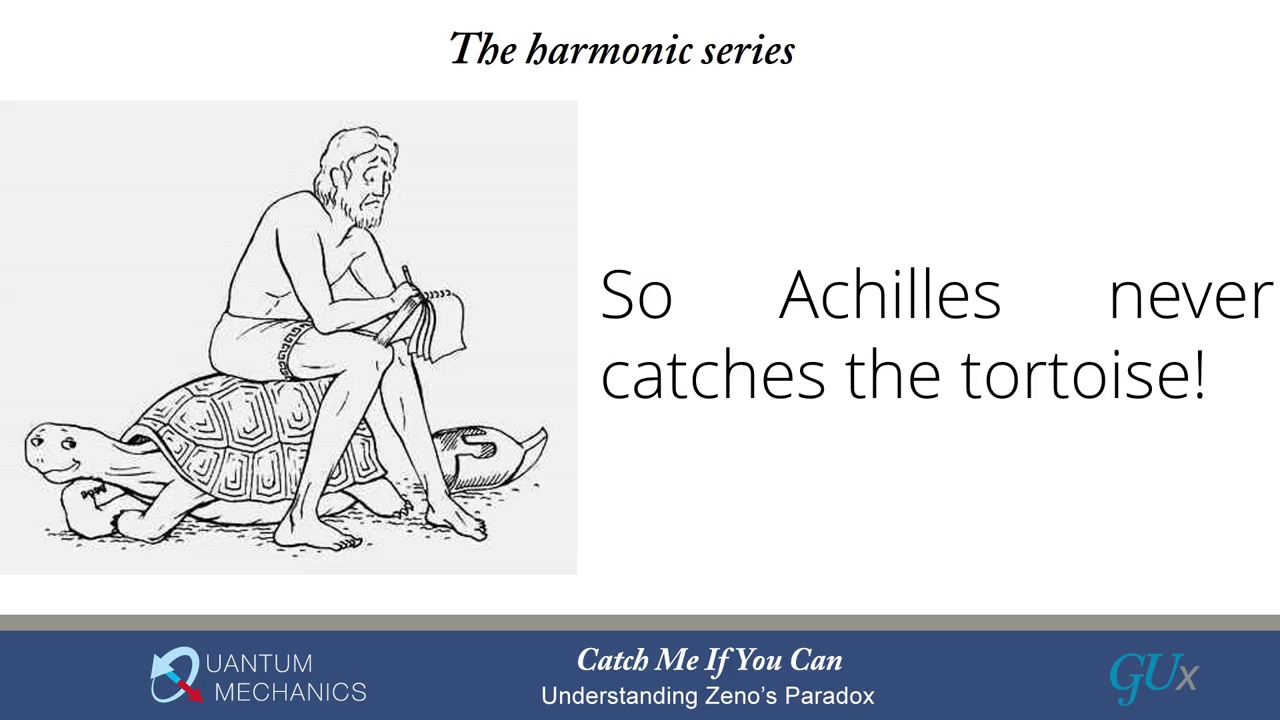 The harmonic series
So Achilles never
catches the tortoise!
QUANTUM
MECHANICS
Catch Me If You Can
Understanding Zeno's Paradox
GUx